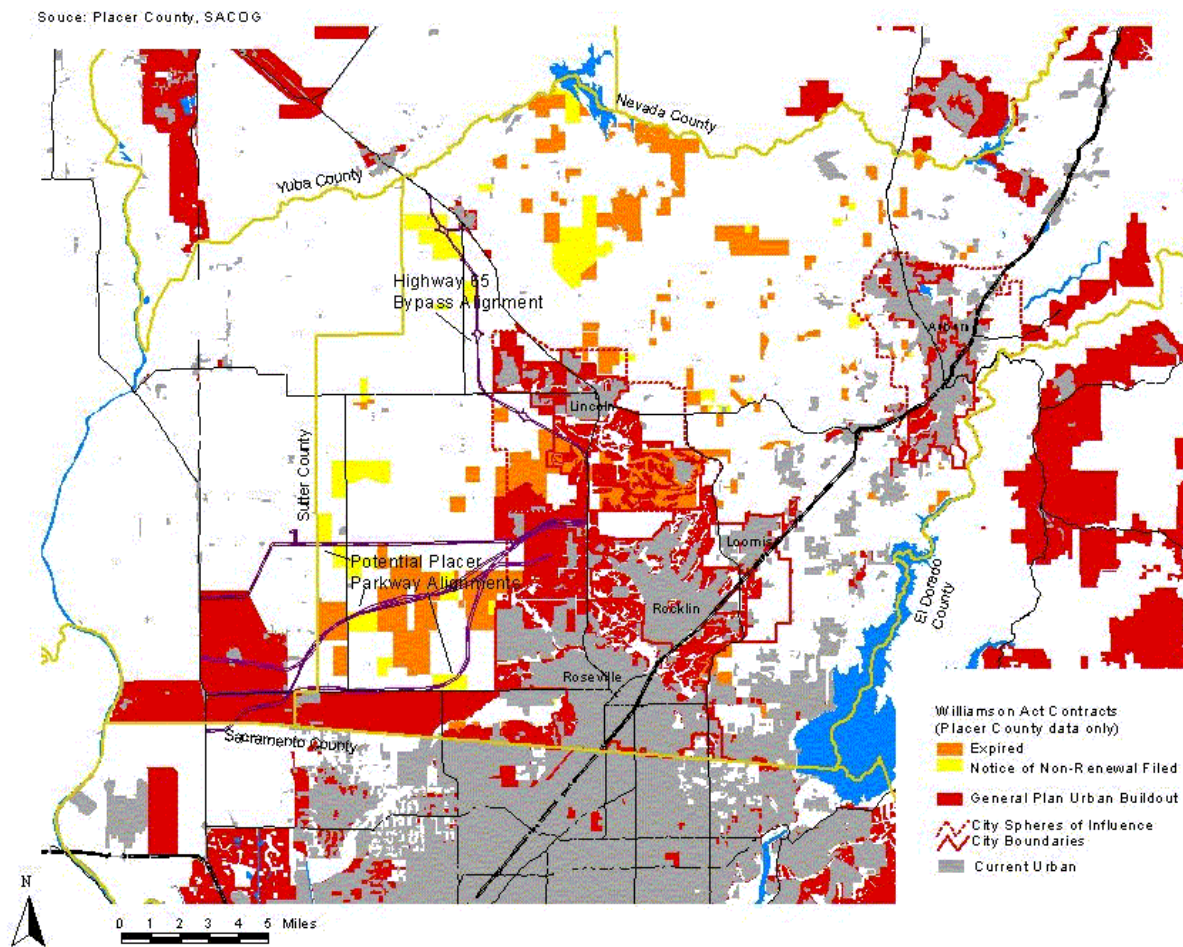 Souce: Placer County, SACOG
Nevada County
Yuba County
Highway 65
Bypass Alignment
Auburn
Lincoln
Sutter County
Loomis
Potential Placer
Parkway Alignments
Rocklin
El Dorado
County
Roseville
Sacramento County
Williamson Act Contracts
(Placer County data only)
Expired
Notice of Non-Renewal Filed
General Plan Urban Buildout
City Spheres of Influence
City Boundaries
Current Urban
N
0 1 2 3 4 5 Miles